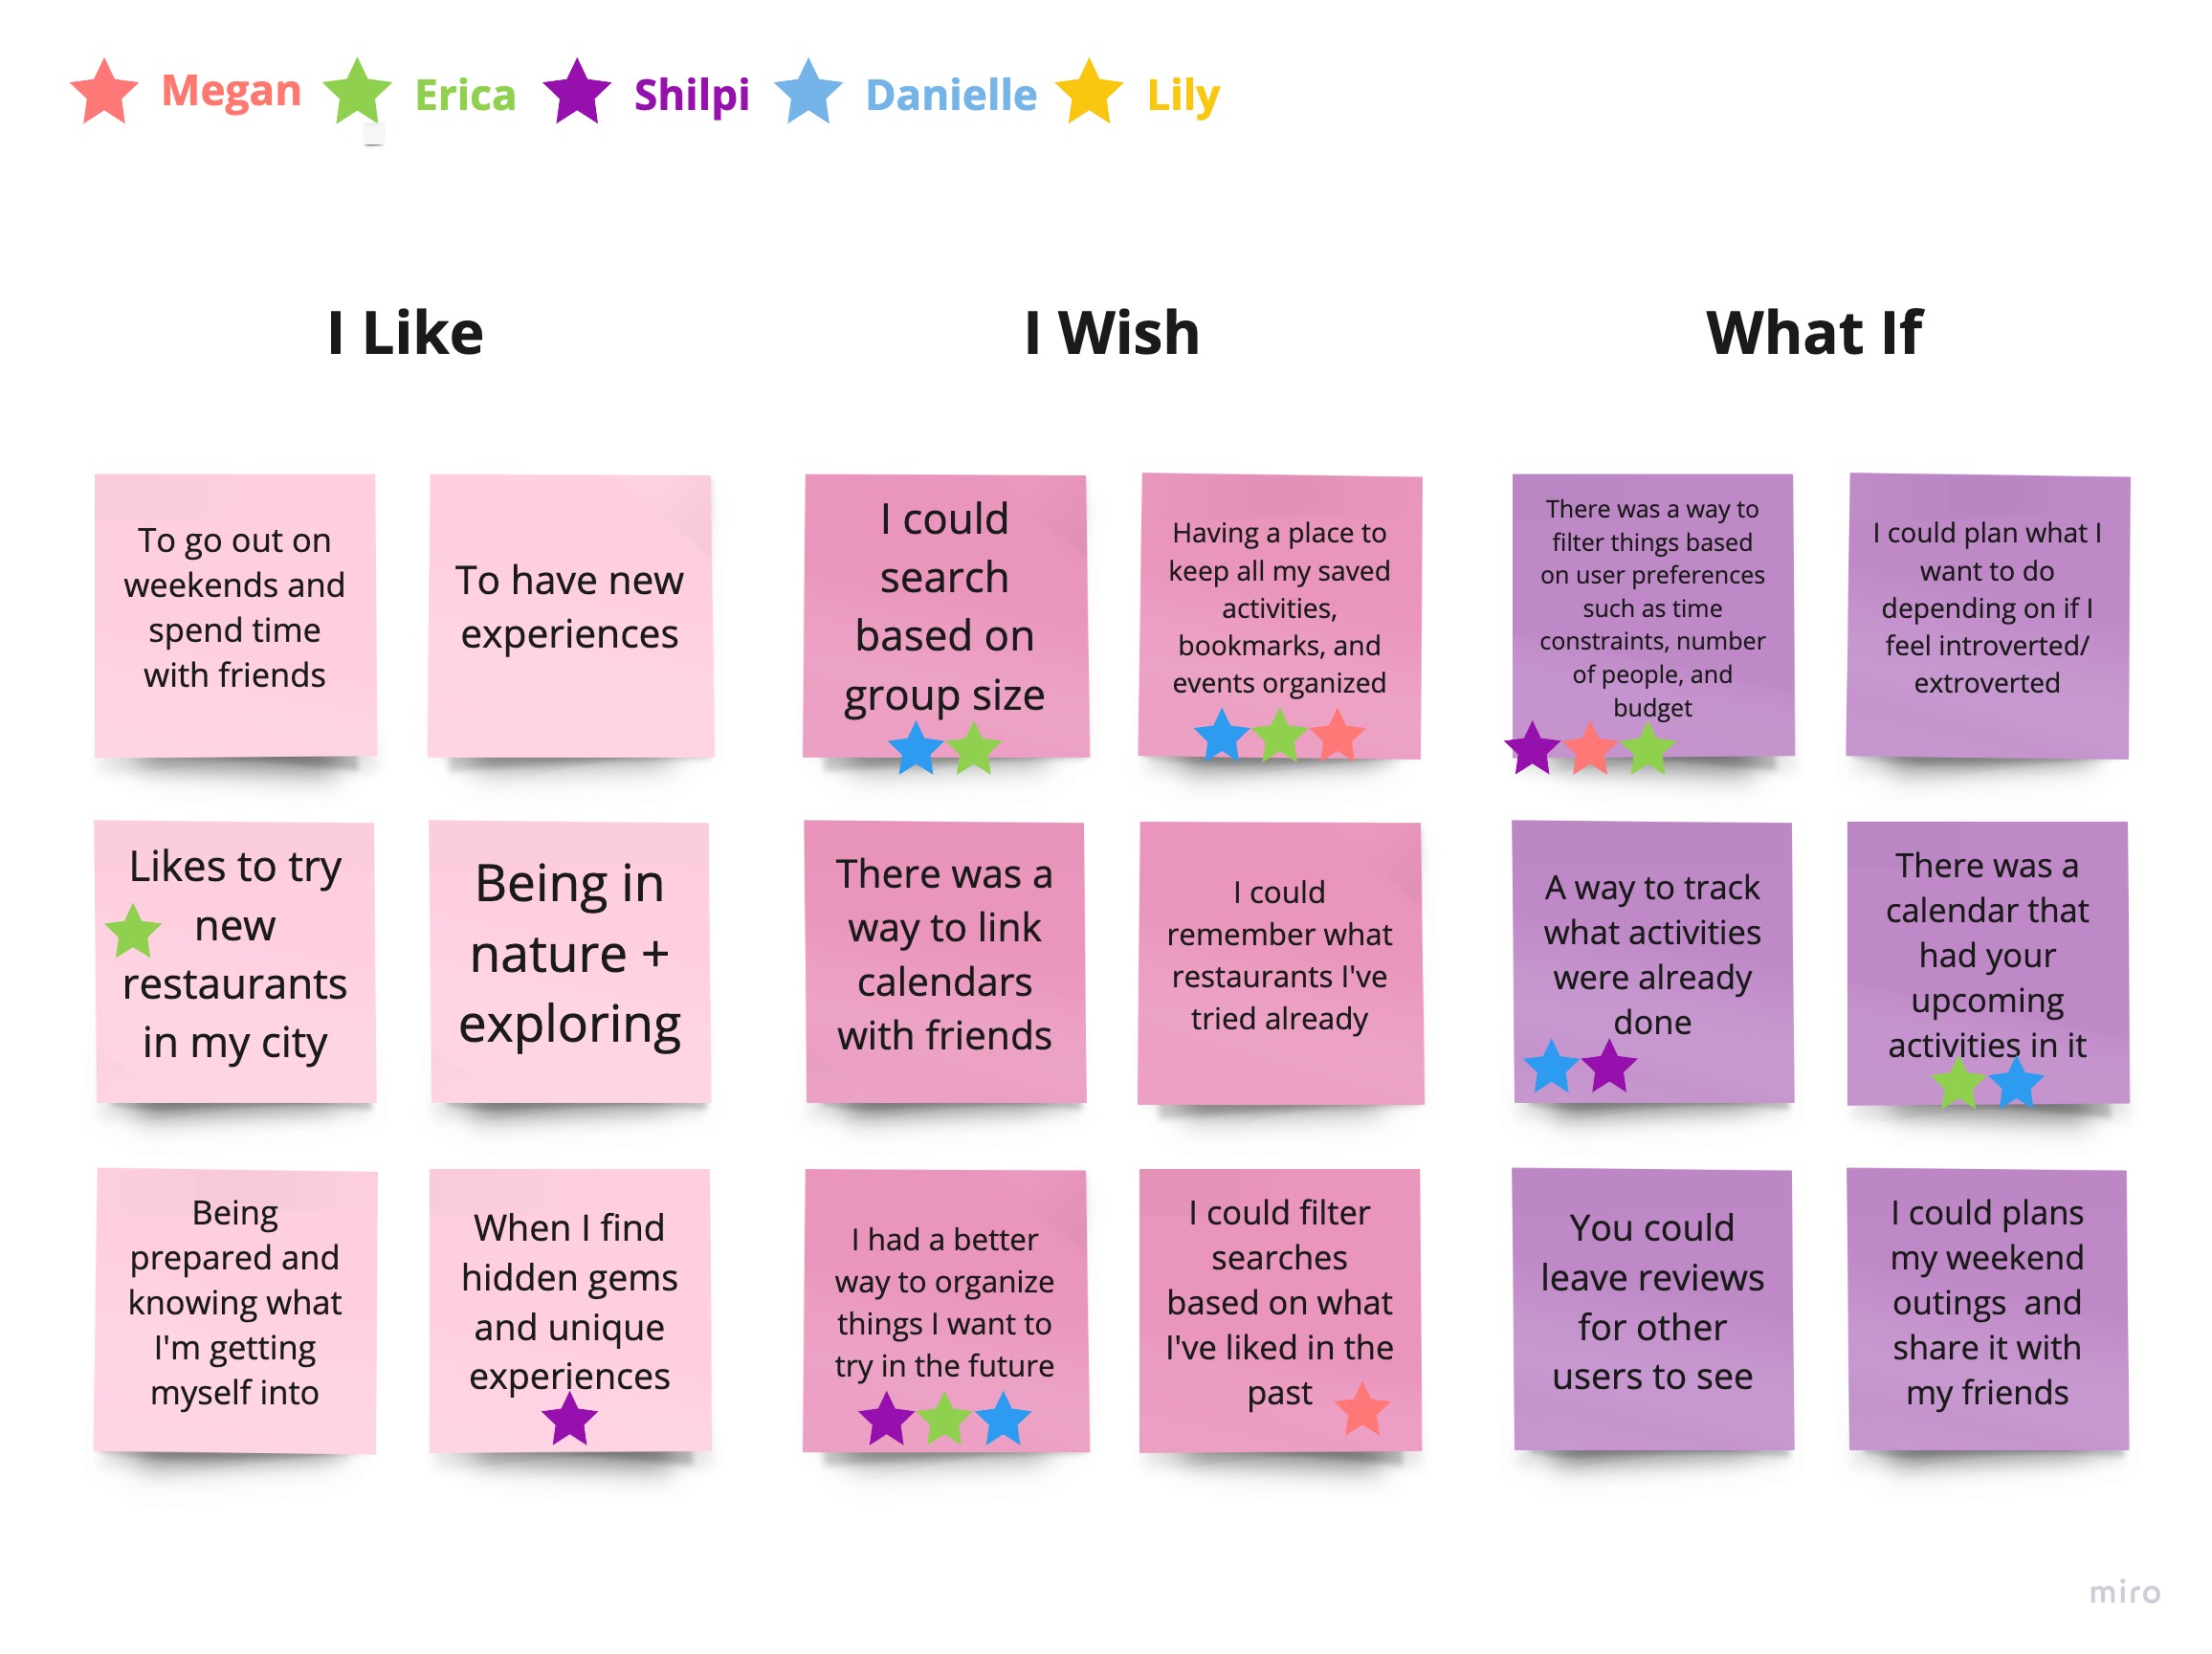 Megan Erica Shilpi Danielle Lily
I Like
I Wish
What If
To go out on
weekends and
spend time
with friends
To have new
experiences
I could
search
based on
group size
Having a place to
keep all my saved
activities,
bookmarks, and
events organized
There was a way to
filter things based
on user preferences
such as time
constraints, number
of people, and
budget
I could plan what I
want to do
depending on if I
feel introverted/
extroverted
Likes to try
new
restaurants
in my city
Being in
nature +
exploring
There was a
way to link
calendars
with friends
I could
remember what
restaurants I've
tried already
A way to track
what activities
were already
done
There was a
calendar that
had your
upcoming
activities in it
Being
prepared and
knowing what
I'm getting
myself into
When I find
hidden gems
and unique
experiences
I had a better
way to organize
things I want to
try in the future
I could filter
searches
based on what
I've liked in the
past
You could
leave reviews
for other
users to see
I could plans
my weekend
outings  and
share it with
my friends
miro